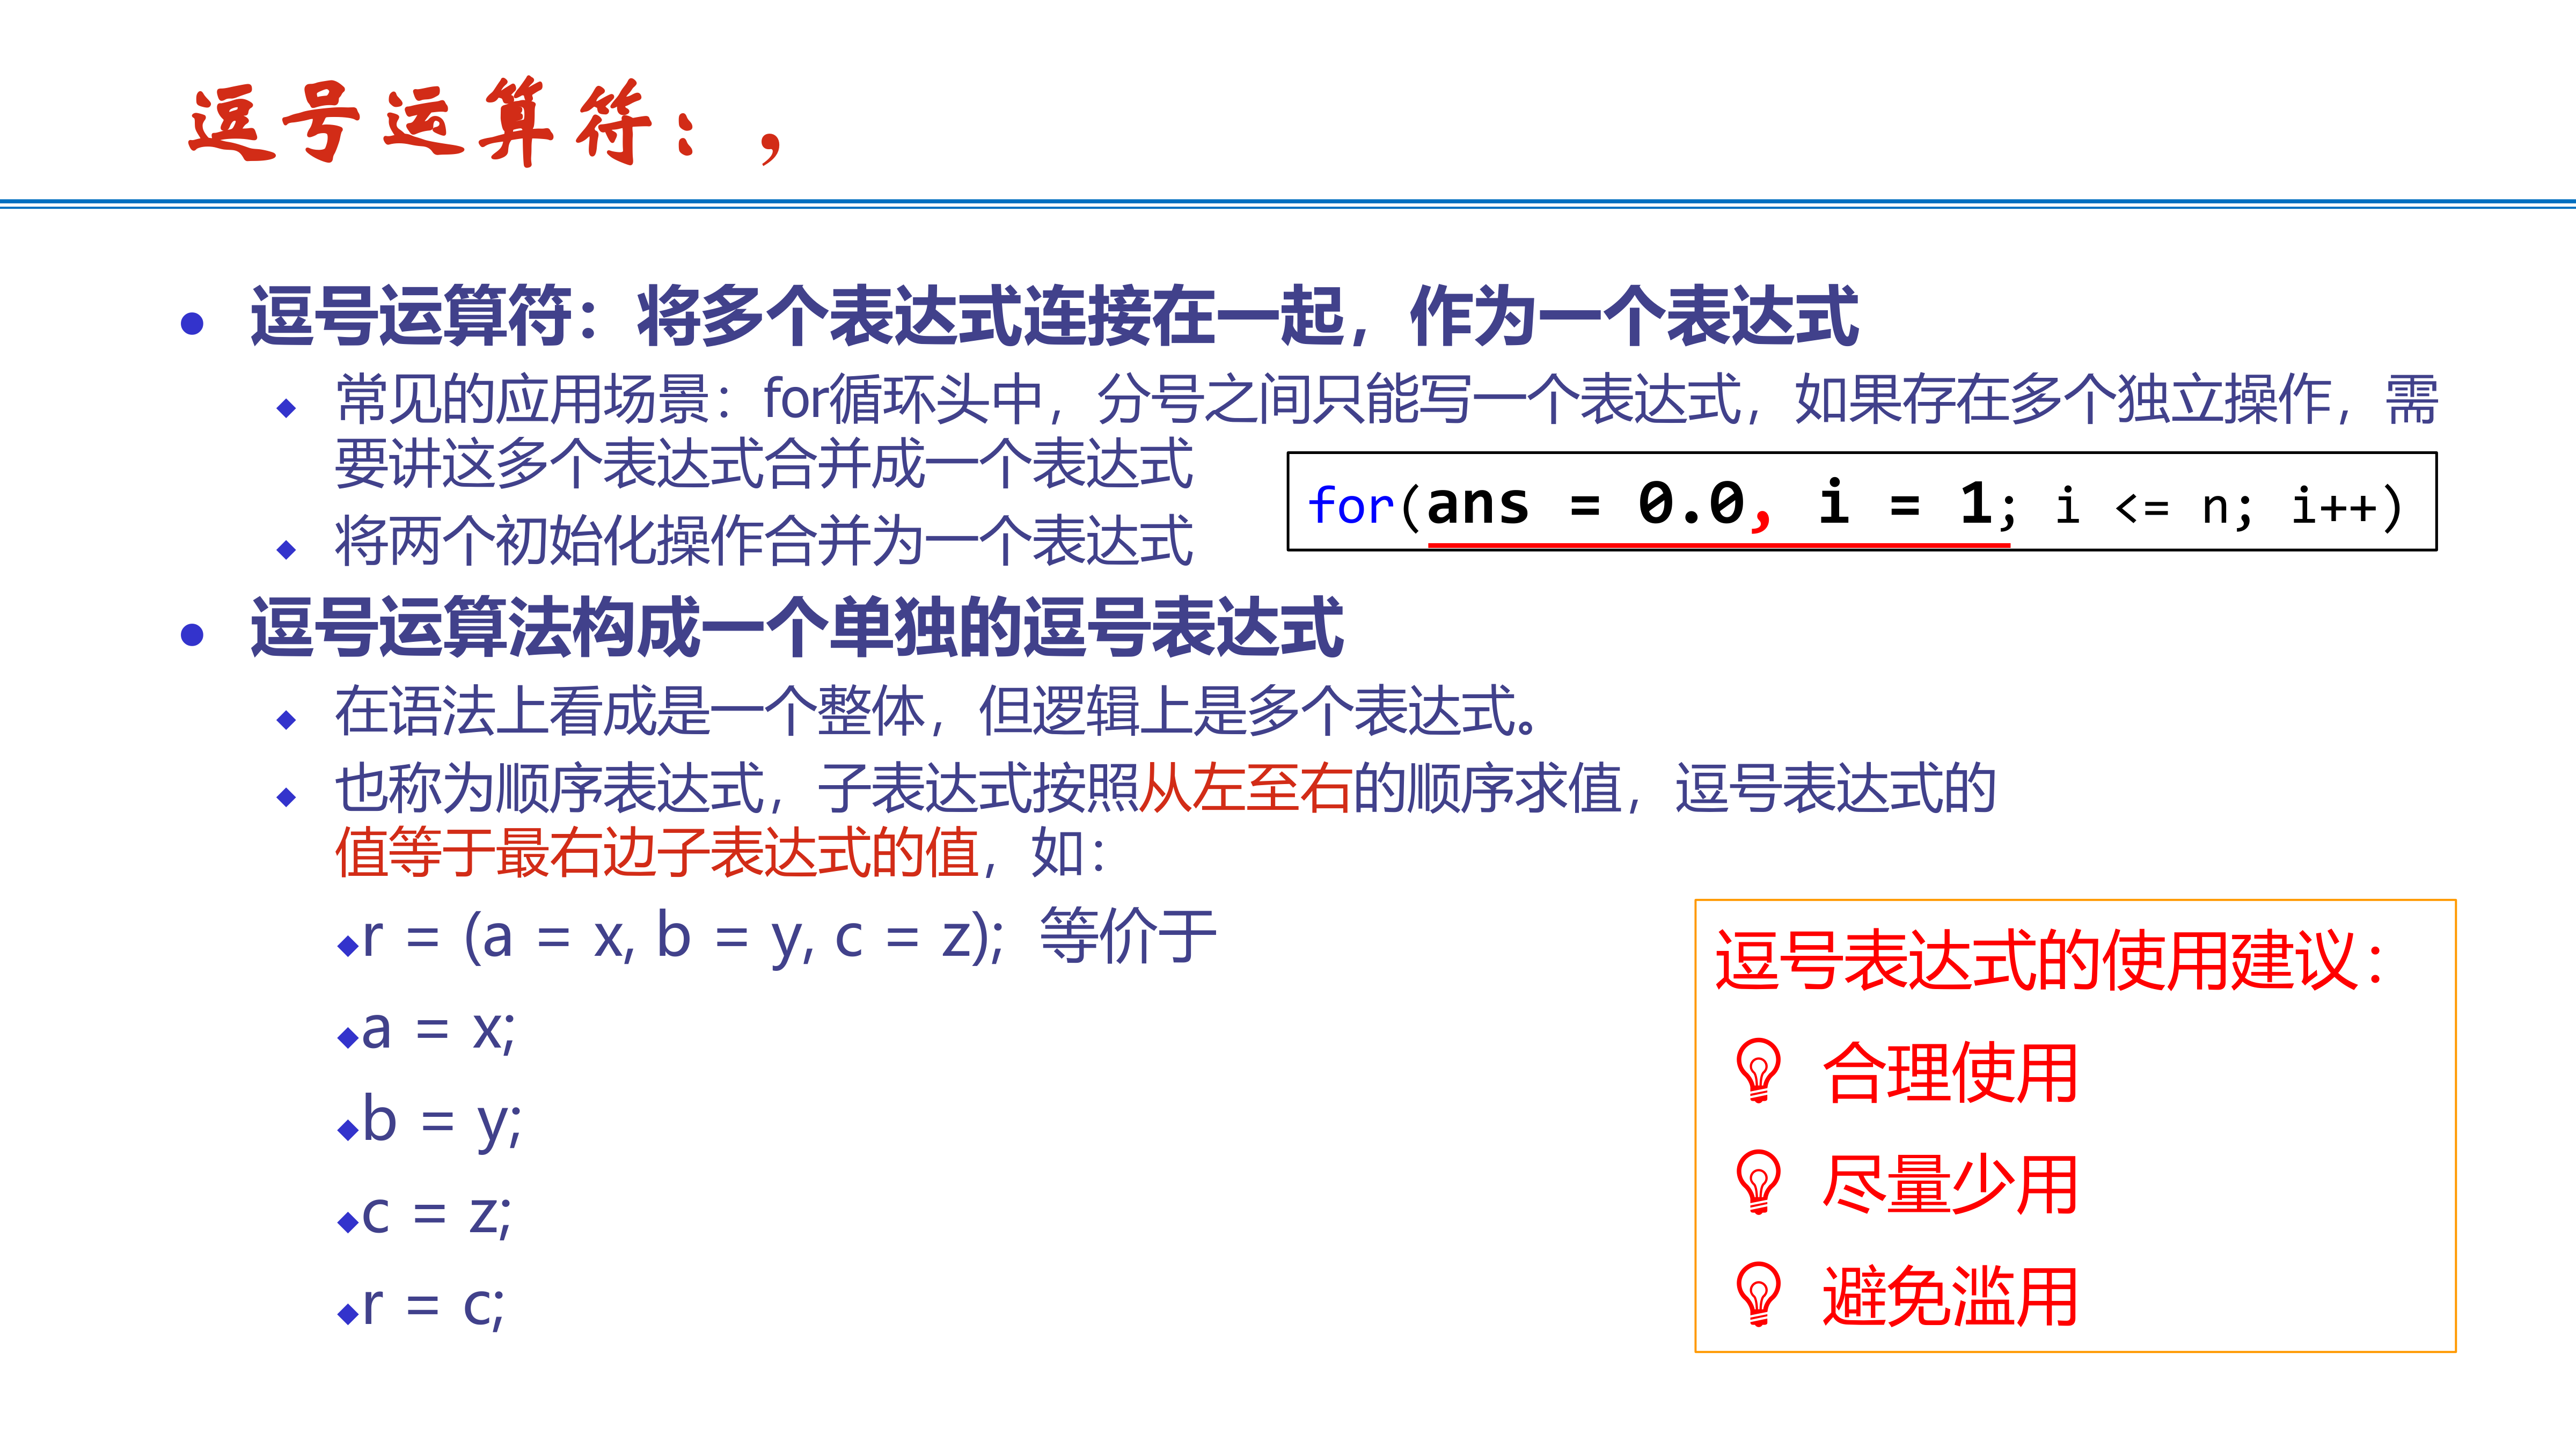 逗号运算符：，
逗号运算符：将多个表达式连接在一起，作为一个表达式
常见的应用场景：for循环头中，分号之间只能写一个表达式，如果存在多个独立操作，需
要讲这多个表达式合并成一个表达式
for(ans = 0.0, i = 1; i <= n; i++)
将两个初始化操作合并为一个表达式
逗号运算法构成一个单独的逗号表达式
在语法上看成是一个整体，但逻辑上是多个表达式。
也称为顺序表达式，子表达式按照从左至右的顺序求值，逗号表达式的
值等于最右边子表达式的值，如：
r = (a = x, b = y, c = z); 等价于
a = x;
b = y;
c = z;
r = c;
逗号表达式的使用建议：
合理使用
尽量少用
避免滥用